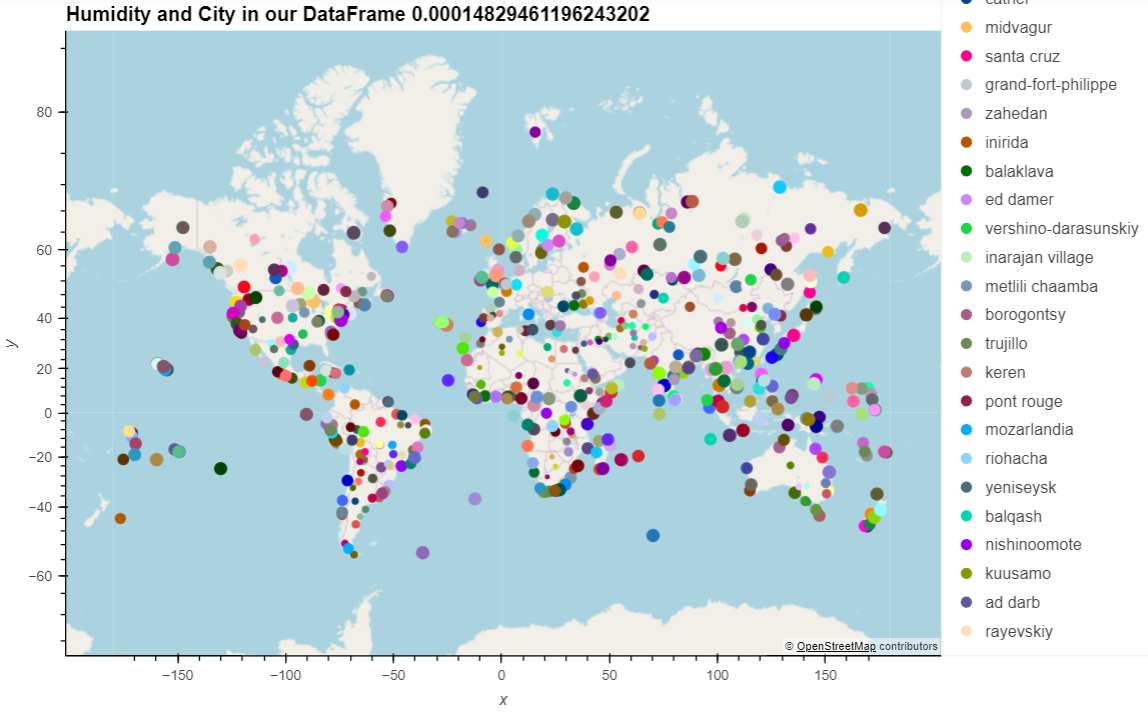 Humidity and City in our DataFrame 0.00014829461196243202
80
60
40
20
0
−20
−40
−60
y
−150
−100
−50
0
50
100
150
x
© OpenStreetMap contributors
midvagur
santa cruz
grand-fort-philippe
zahedan
inirida
balaklava
ed damer
vershino-darasunskiy
inarajan village
metlili chaamba
borogontsy
trujillo
keren
pont rouge
mozarlandia
riohacha
yeniseysk
balqash
nishinoomote
kuusamo
ad darb
rayevskiy